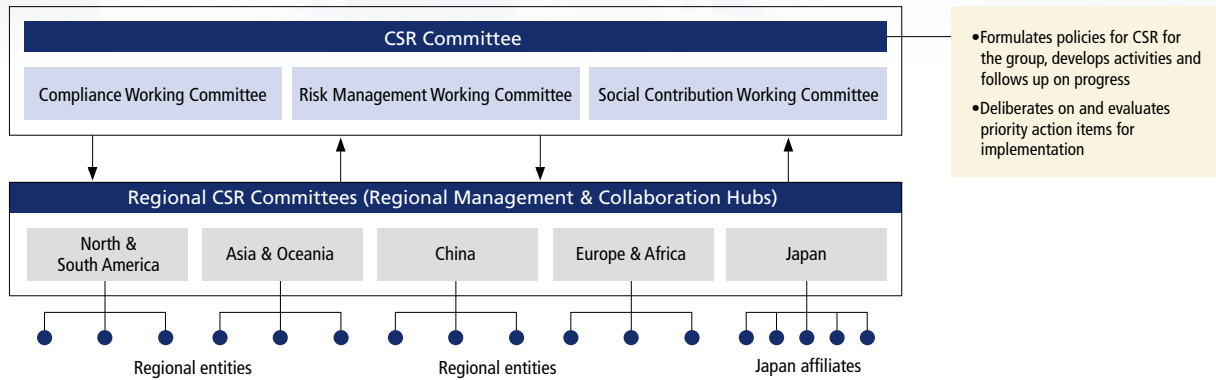 CSR Committee
Compliance Working Committee
Risk Management Working Committee
Social Contribution Working Committee
•Formulates policies for CSR for
the group, develops activities and
follows up on progress
•Deliberates on and evaluates
priority action items for
implementation
Regional CSR Committees (Regional Management & Collaboration Hubs)
North &
South America
Asia & Oceania
China
Europe & Africa
Japan
Regional entities
Regional entities
Japan affiliates